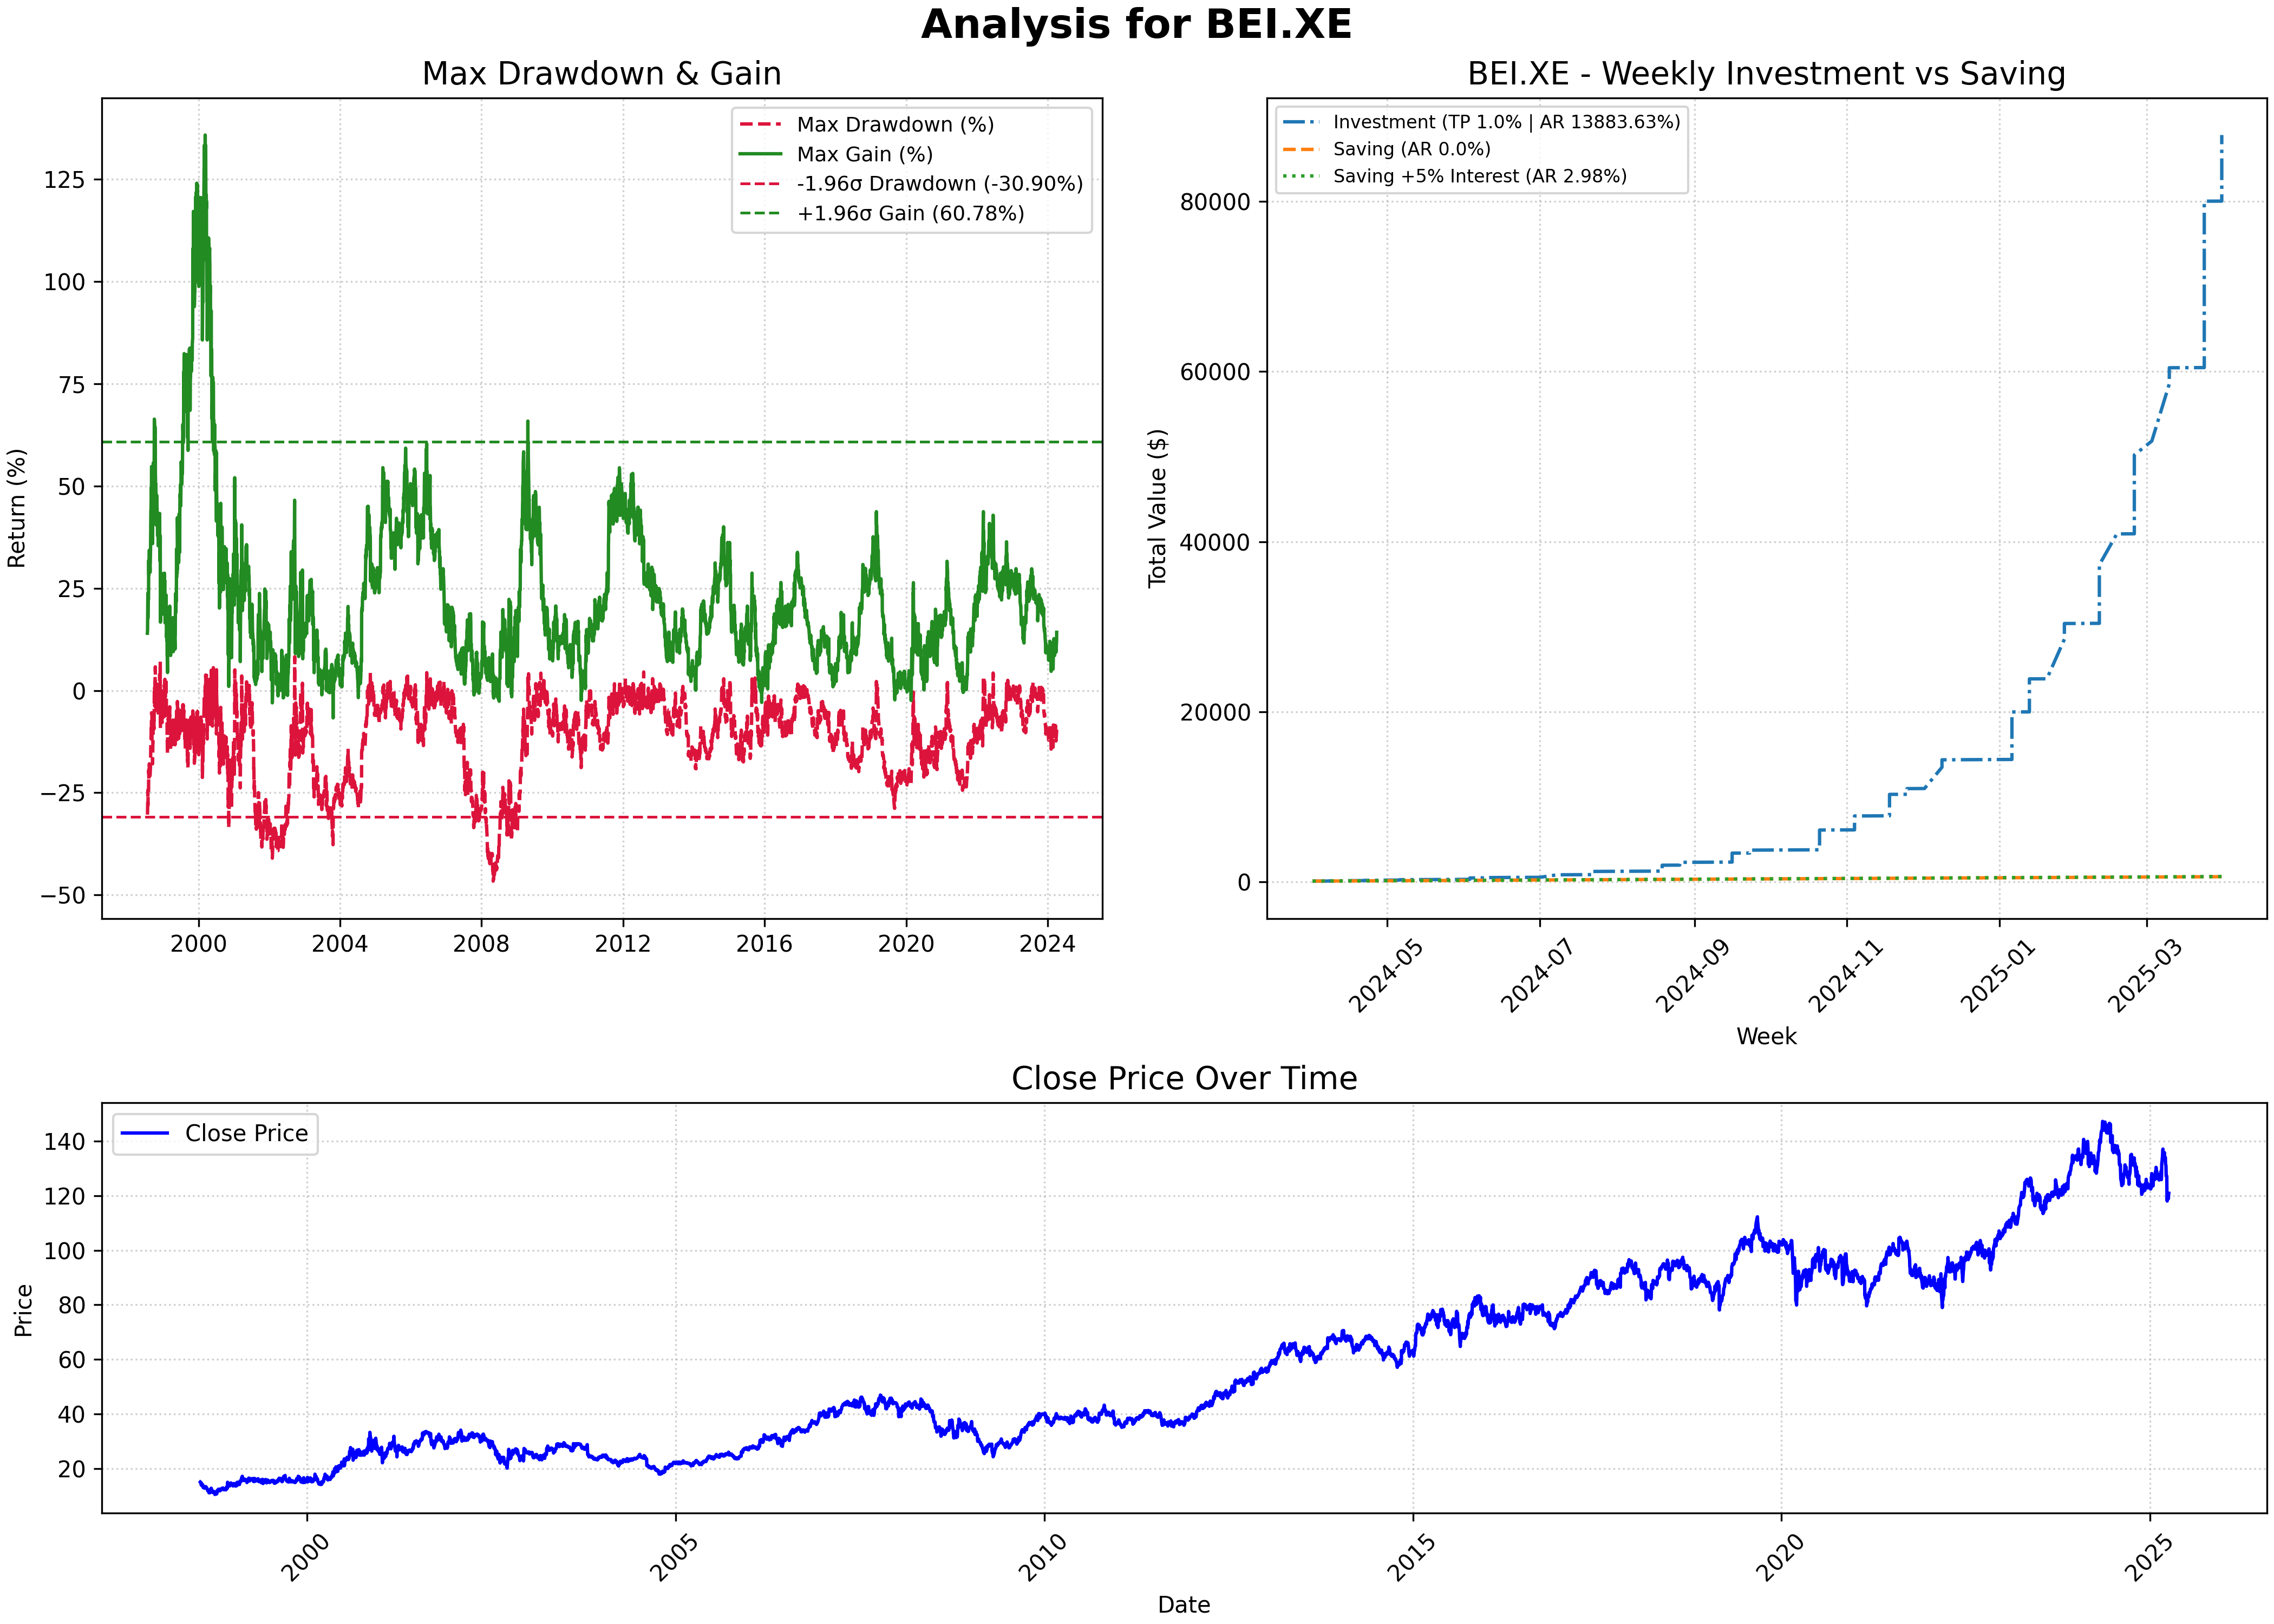 Analysis for BEI.XE
Max Drawdown & Gain
Max Drawdown (%)
Max Gain (%)
-1.96σ Drawdown (-30.90%)
+1.96σ Gain (60.78%)
Return (%)
125
100
75
50
25
0
−25
−50
2000
2004
2008
2012
2016
2020
2024
BEI.XE - Weekly Investment vs Saving
Investment (TP 1.0% | AR 13883.63%)
Saving (AR 0.0%)
Saving +5% Interest (AR 2.98%)
Total Value ($)
80000
60000
40000
20000
0
2024-05
2024-07
2024-09
2024-11
2025-01
2025-03
Week
Close Price Over Time
Close Price
Price
140
120
100
80
60
40
20
2000
2005
2010
2015
2020
2025
Date